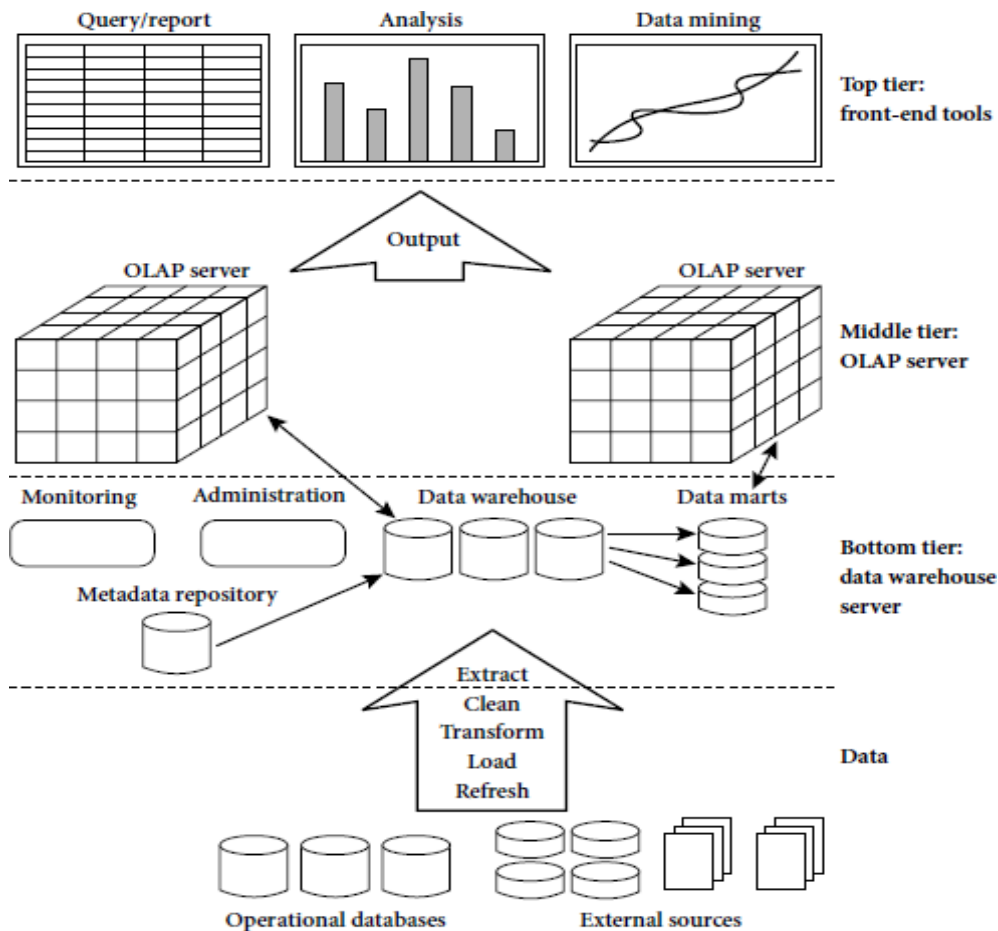 Query/report
Analysis
Data mining
Top tier:
front-end tools
Output
OLAP server
OLAP server
Middle tier:
OLAP server
Monitoring
Administration
Data warehouse
Data marts
Metadata repository
Bottom tier:
data warehouse
server
Extract
Clean
Transform
Load
Refresh
Data
Operational databases
External sources